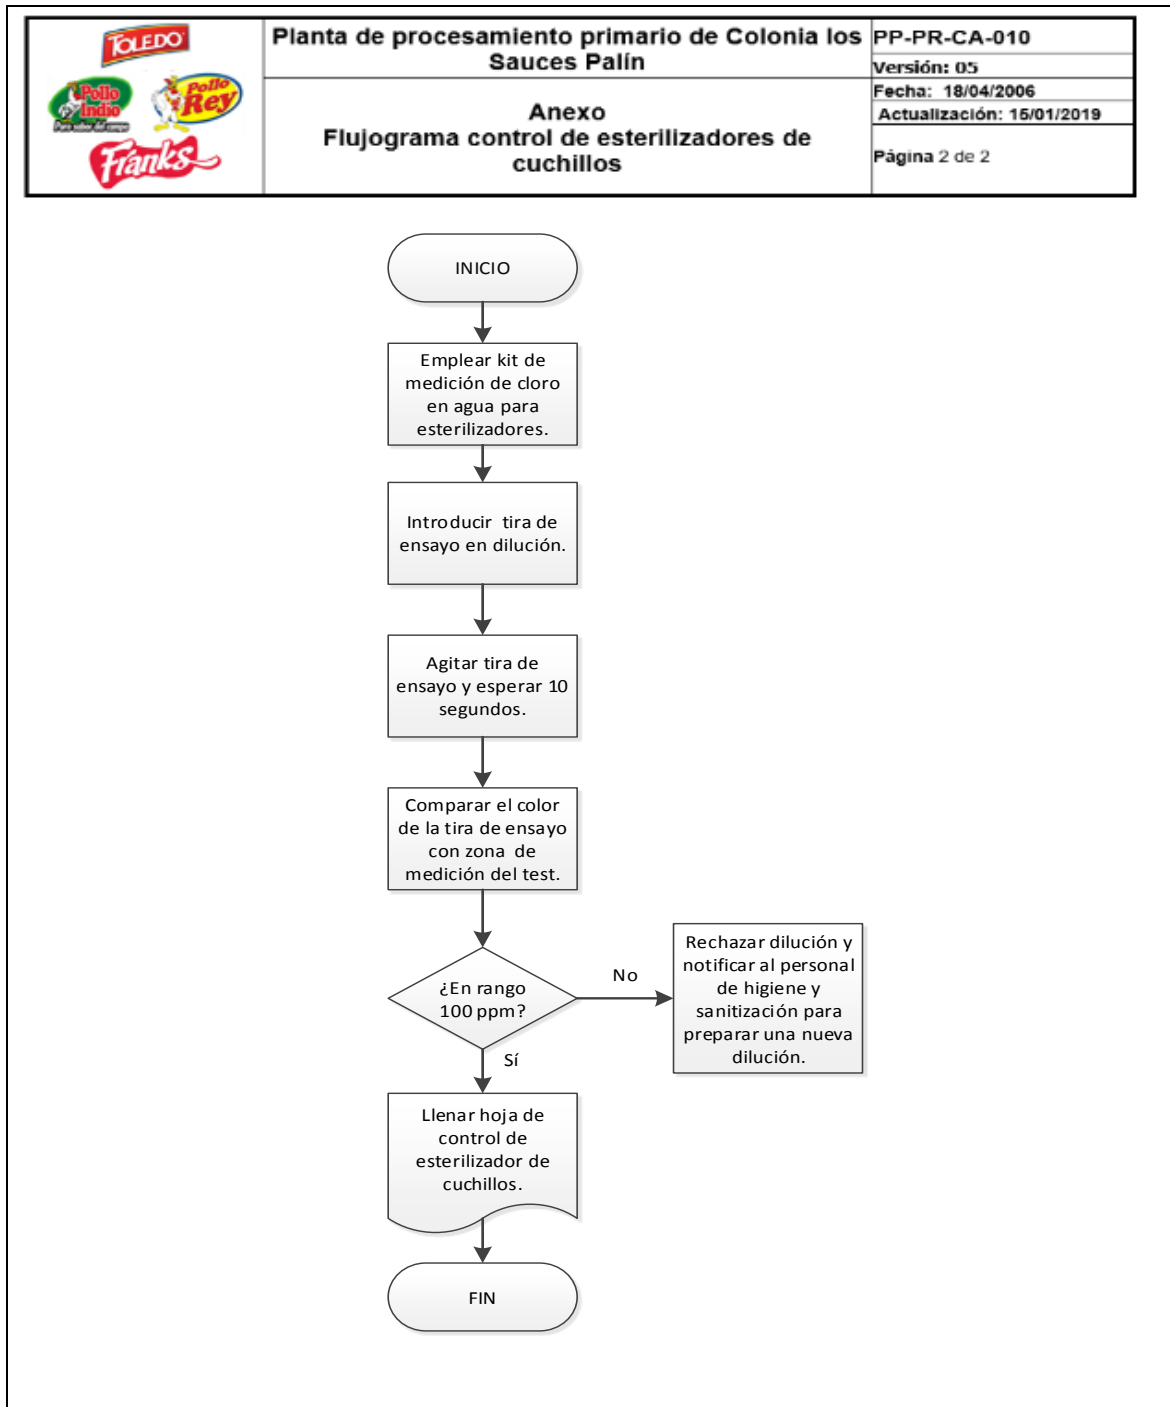 TOLEDO
Pollo
Indio
Puro sabor del campo
Pollo
Rey
Franks
Planta de procesamiento primario de Colonia los
Sauces Palín
Anexo
Flujograma control de esterilizadores de
cuchillos
PP-PR-CA-010
Versión: 05
Fecha: 18/04/2006
Actualización: 15/01/2019
Página 2 de 2
INICIO
Emplear kit de
medición de cloro
en agua para
esterilizadores.
Introducir tira de
ensayo en dilución.
Agitar tira de
ensayo y esperar 10
segundos.
Comparar el color
de la tira de ensayo
con zona de
medición del test.
¿En rango
100 ppm?
No
Rechazar dilución y
notificar al personal
de higiene y
sanitización para
preparar una nueva
dilución.
Sí
Llenar hoja de
control de
esterilizador de
cuchillos.
FIN